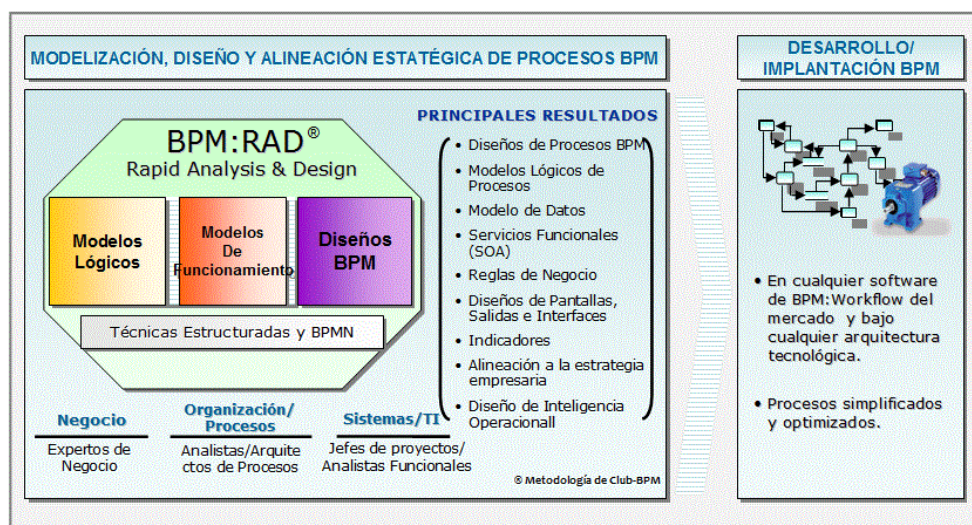 MODELIZACIÓN, DISEÑO Y ALINEACIÓN ESTATÉGICA DE PROCESOS BPM
DESARROLLO/
IMPLANTACIÓN BPM
BPM:RAD®
Rapid Analysis & Design
Modelos
Lógicos
Modelos
De
Funcionamiento
Diseños
BPM
Técnicas Estructuradas y BPMN
Negocio
Expertos de
Negocio
Organización/
Procesos
Analistas/Arquite
ctos de Procesos
Sistemas/TI
Jefes de proyectos/
Analistas Funcionales
PRINCIPALES RESULTADOS
• Diseños de Procesos BPM
• Modelos Lógicos de
Procesos
• Modelo de Datos
• Servicios Funcionales
(SOA)
• Reglas de Negocio
• Diseños de Pantallas,
Salidas e Interfaces
• Indicadores
• Alineación a la estrategia
empresaria
• Diseño de Inteligencia
Operacionall
® Metodología de Club-BPM
• En cualquier software
de BPM:Workflow del
mercado y bajo
cualquier arquitectura
tecnológica.
• Procesos simplificados
y optimizados.